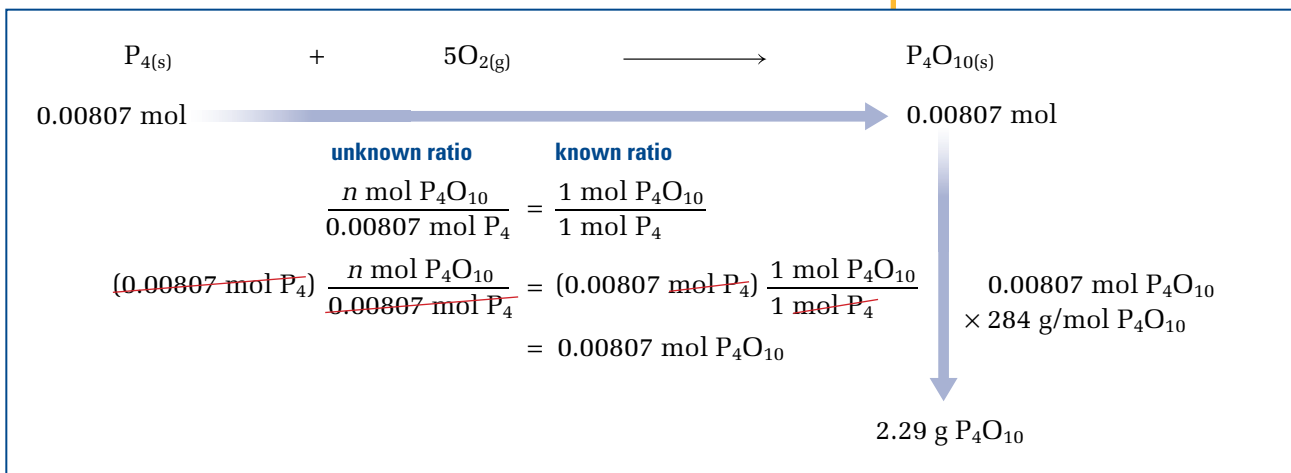 P₄(s) + 5O₂(g) ⟶ P₄O₁₀(s)
0.00807 mol 0.00807 mol
unknown ratio known ratio
n mol P₄O₁₀ / 0.00807 mol P₄ = 1 mol P₄O₁₀ / 1 mol P₄
(0.00807 mol P₄) n mol P₄O₁₀ / 0.00807 mol P₄ = (0.00807 mol P₄) 1 mol P₄O₁₀ / 1 mol P₄
= 0.00807 mol P₄O₁₀
0.00807 mol P₄O₁₀
× 284 g/mol P₄O₁₀
2.29 g P₄O₁₀